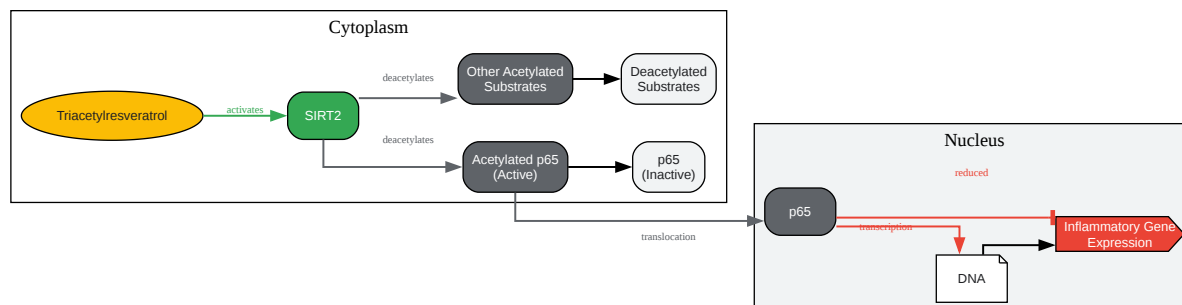 Cytoplasm
Triacetylresveratrol
activates
SIRT2
deacetylates
Other Acetylated
Substrates
Deacetylated
Substrates
deacetylates
Acetylated p65
(Active)
p65
(Inactive)
translocation
Nucleus
reduced
p65
transcription
Inflammatory Gene
Expression
DNA